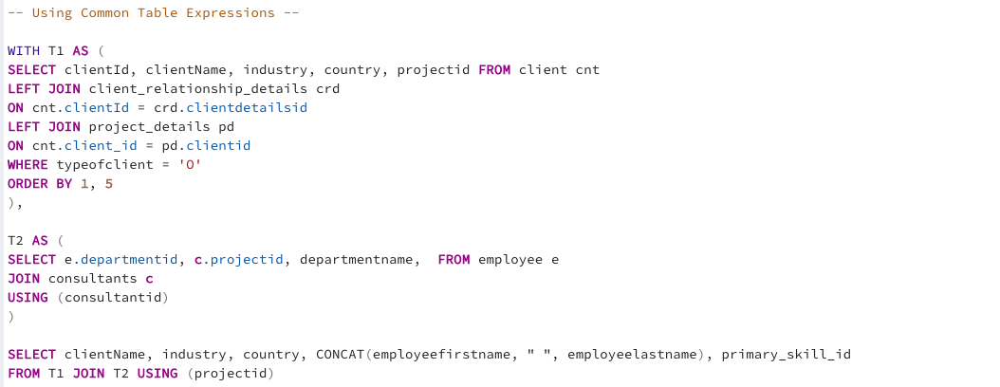 -- Using Common Table Expressions --
WITH T1 AS (
SELECT clientId, clientName, industry, country, projectid FROM client cnt
LEFT JOIN client_relationship_details crd
ON cnt.clientId = crd.clientdetailsid
LEFT JOIN project_details pd
ON cnt.client_id = pd.clientid
WHERE typeofclient = 'O'
ORDER BY 1, 5
),
T2 AS (
SELECT e.departmentid, c.projectid, departmentname,  FROM employee e
JOIN consultants c
USING (consultantid)
)
SELECT clientName, industry, country, CONCAT(employeefirstname, " ", employeelastname), primary_skill_id
FROM T1 JOIN T2 USING (projectid)